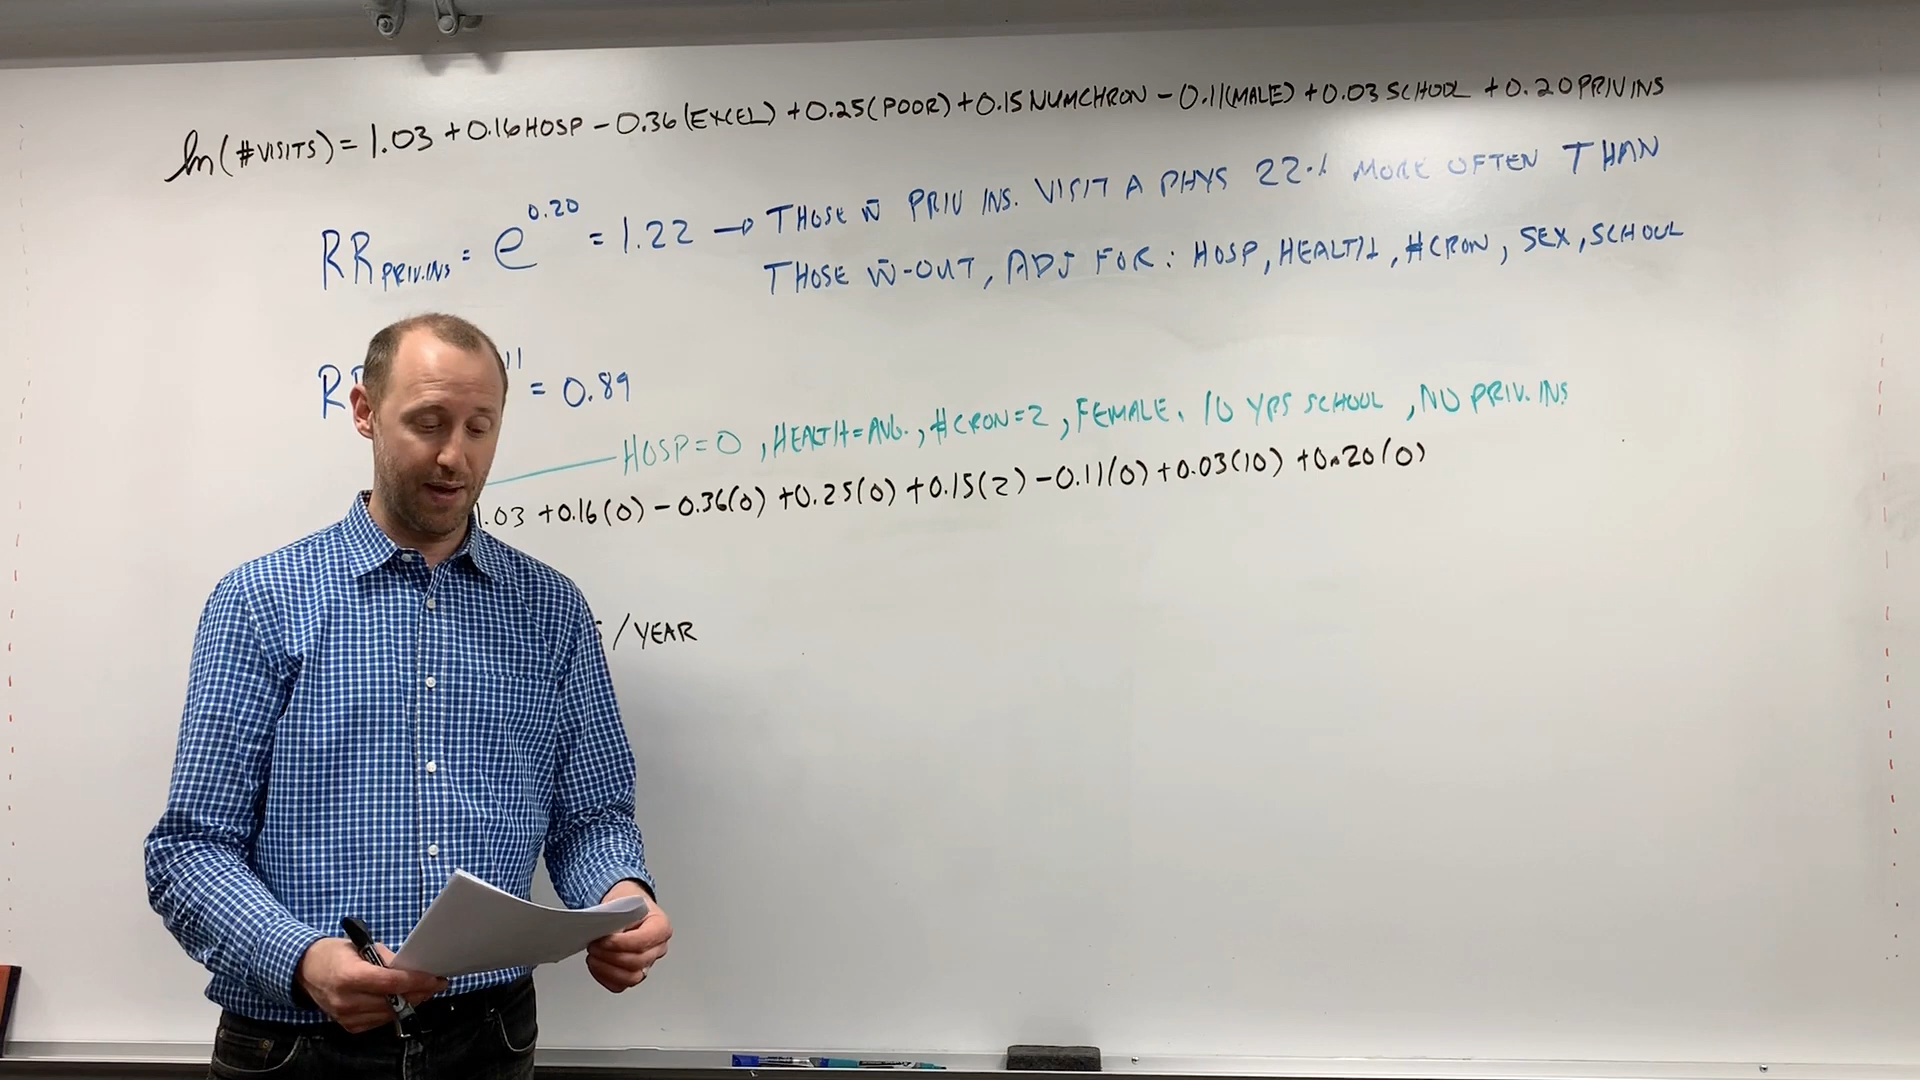 ln(#VISITS) = 1.03 + 0.16 HOSP - 0.36 (EXCEL) + 0.25 (POOR) + 0.15 NUMCHRON - 0.11 (MALE) + 0.03 SCHOOL + 0.20 PRIV INS
RR PRIV.INS = e^0.20 = 1.22 → THOSE W̄ PRIV INS. VISIT A PHYS 22% MORE OFTEN THAN
THOSE W̄-OUT, ADJ FOR: HOSP, HEALTH, #CRON, SEX, SCHOOL
R 11 = 0.89
HOSP=0, HEALTH=AVG., #CRON=2, FEMALE, 10 YRS SCHOOL, NO PRIV. INS
1.03 + 0.16(0) - 0.36(0) + 0.25(0) + 0.15(2) - 0.11(0) + 0.03(10) + 0.20(0)
/YEAR